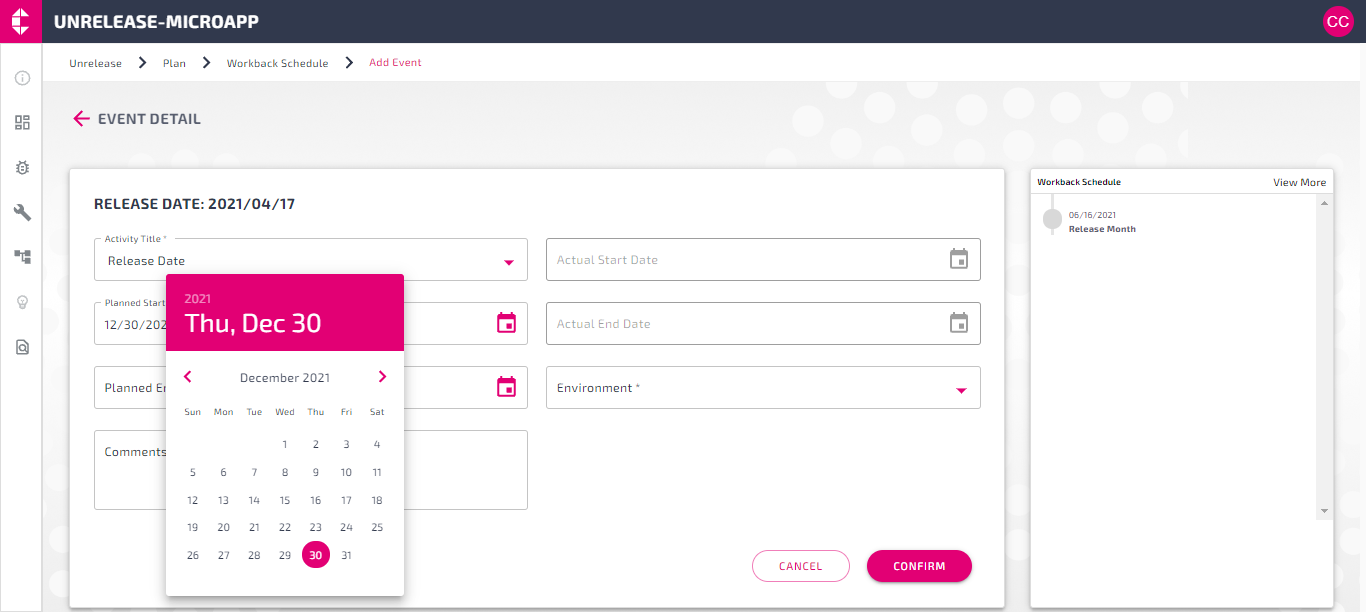 UNRELEASE-MICROAPP
CC
Unrelease Plan Workback Schedule Add Event
EVENT DETAIL
RELEASE DATE: 2021/04/17
Activity Title *
Release Date
Actual Start Date
Planned Start
12/30/202
Actual End Date
Planned
Environment *
Comments
2021
Thu, Dec 30
December 2021
Sun Mon Tue Wed Thu Fri Sat
1 2 3 4
5 6 7 8 9 10 11
12 13 14 15 16 17 18
19 20 21 22 23 24 25
26 27 28 29 30 31
CANCEL CONFIRM
Workback Schedule View More
06/16/2021
Release Month